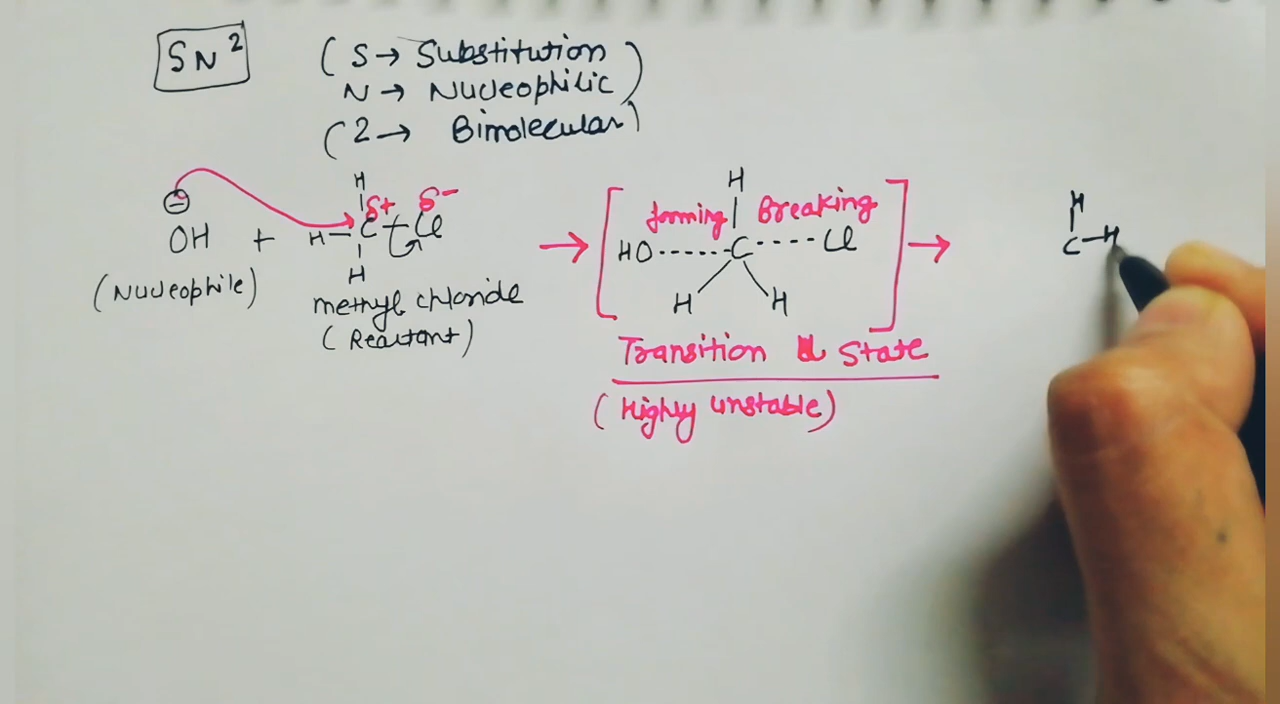 SN²
(S → Substitution
N → Nucleophilic)
(2 → Bimolecular)
H
δ+ δ-
⊖
OH + H-C-Cl
H
(Nucleophile)
methyl chloride
(Reactant)
→
H
forming Breaking
HO------C----Cl
H H
→
Transition State
(Highly unstable)
H
C-H